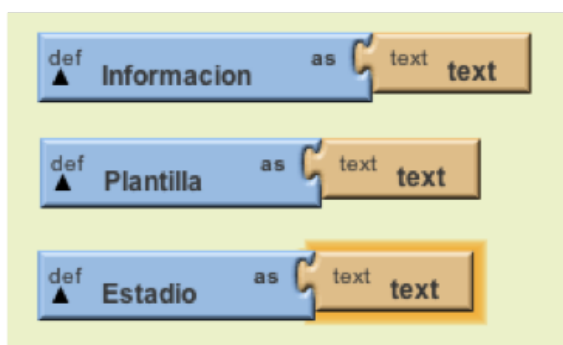 def Informacion as text text
def Plantilla as text text
def Estadio as text text